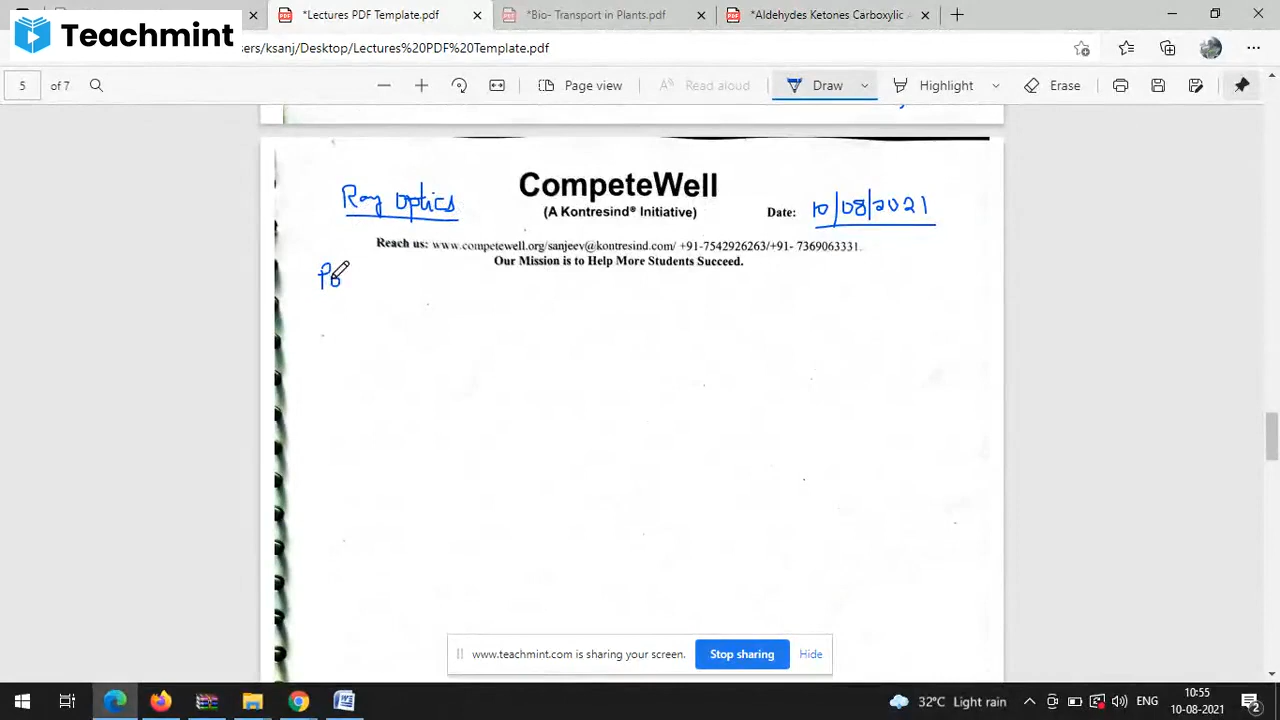 *Lectures PDF Template.pdf
*Bio- Transport in Plants.pdf
*Aldehydes Ketones Carboxylic
Teachmint
ersanj/Desktop/Lectures%20PDF%20Template.pdf
5 of 7
Page view
Read aloud
Draw
Highlight
Erase
Ray Optics
CompeteWell
(A Kontresind® Initiative)
Date: 10/08/2021
Reach us: www.competewell.org/sanjeev@kontresind.com/ +91-7542926263/+91- 7369063331.
Our Mission is to Help More Students Succeed.
Po
www.teachmint.com is sharing your screen.
Stop sharing
Hide
32°C Light rain
ENG
10:55
10-08-2021
2